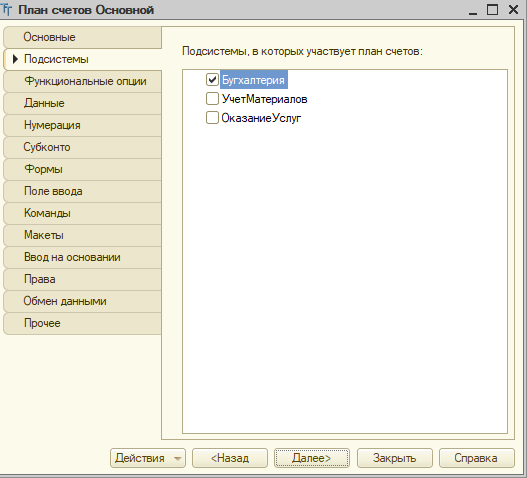 План счетов Основной
Основные
Подсистемы
Функциональные опции
Данные
Нумерация
Субконто
Формы
Поле ввода
Команды
Макеты
Ввод на основании
Права
Обмен данными
Прочее
Подсистемы, в которых участвует план счетов:
Бугхалтерия
УчетМатериалов
ОказаниеУслуг
Действия
<Назад
Далее>
Закрыть
Справка